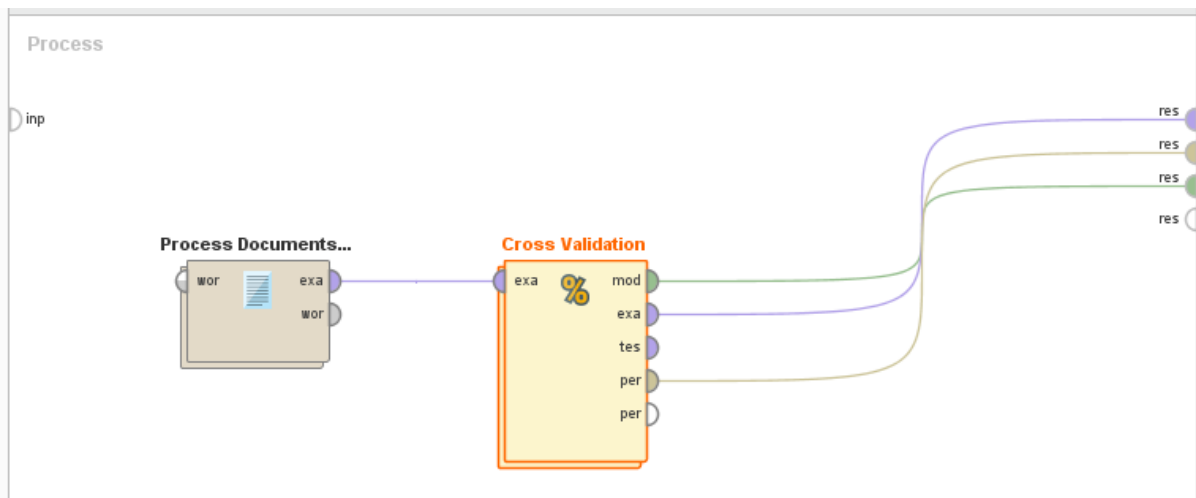 Process
inp
res
res
res
res
Process Documents...
wor
exa
wor
Cross Validation
exa
%
mod
exa
tes
per
per